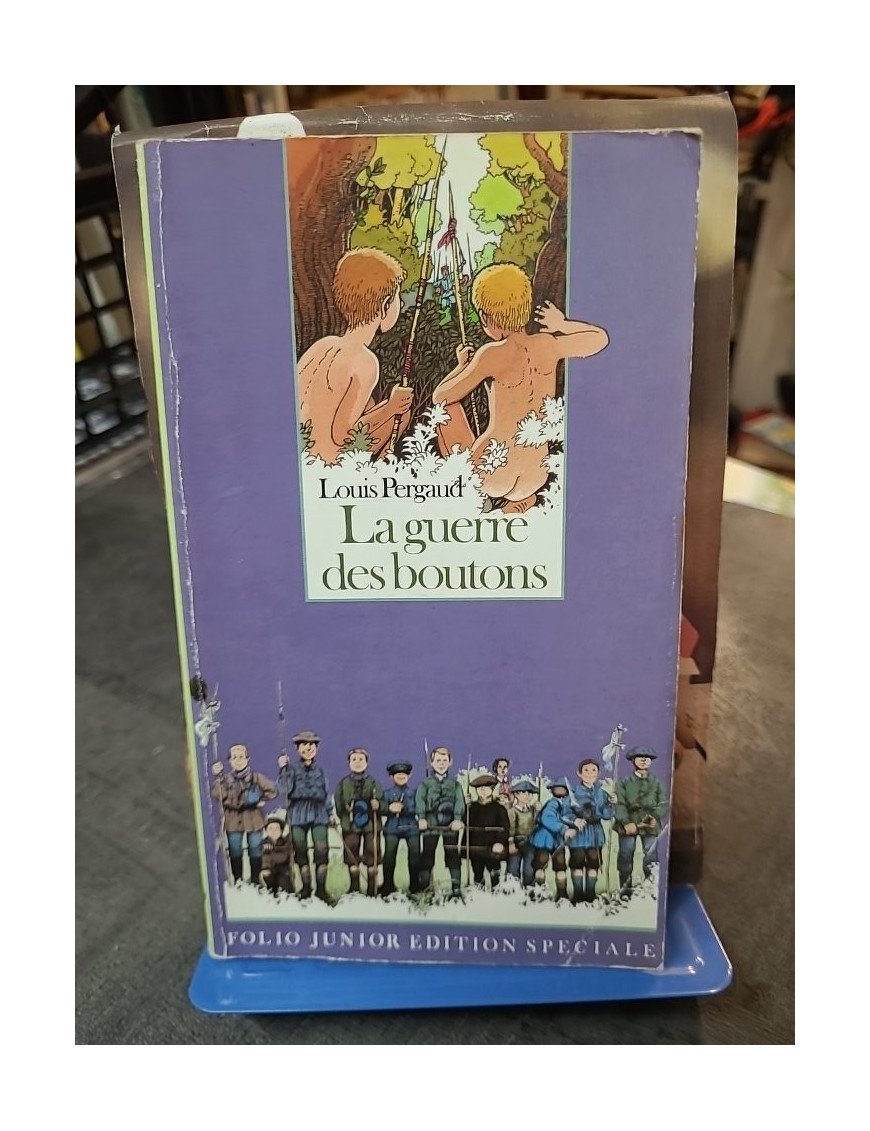 Louis Pergaud
La guerre
des boutons
FOLIO JUNIOR EDITION SPECIALE